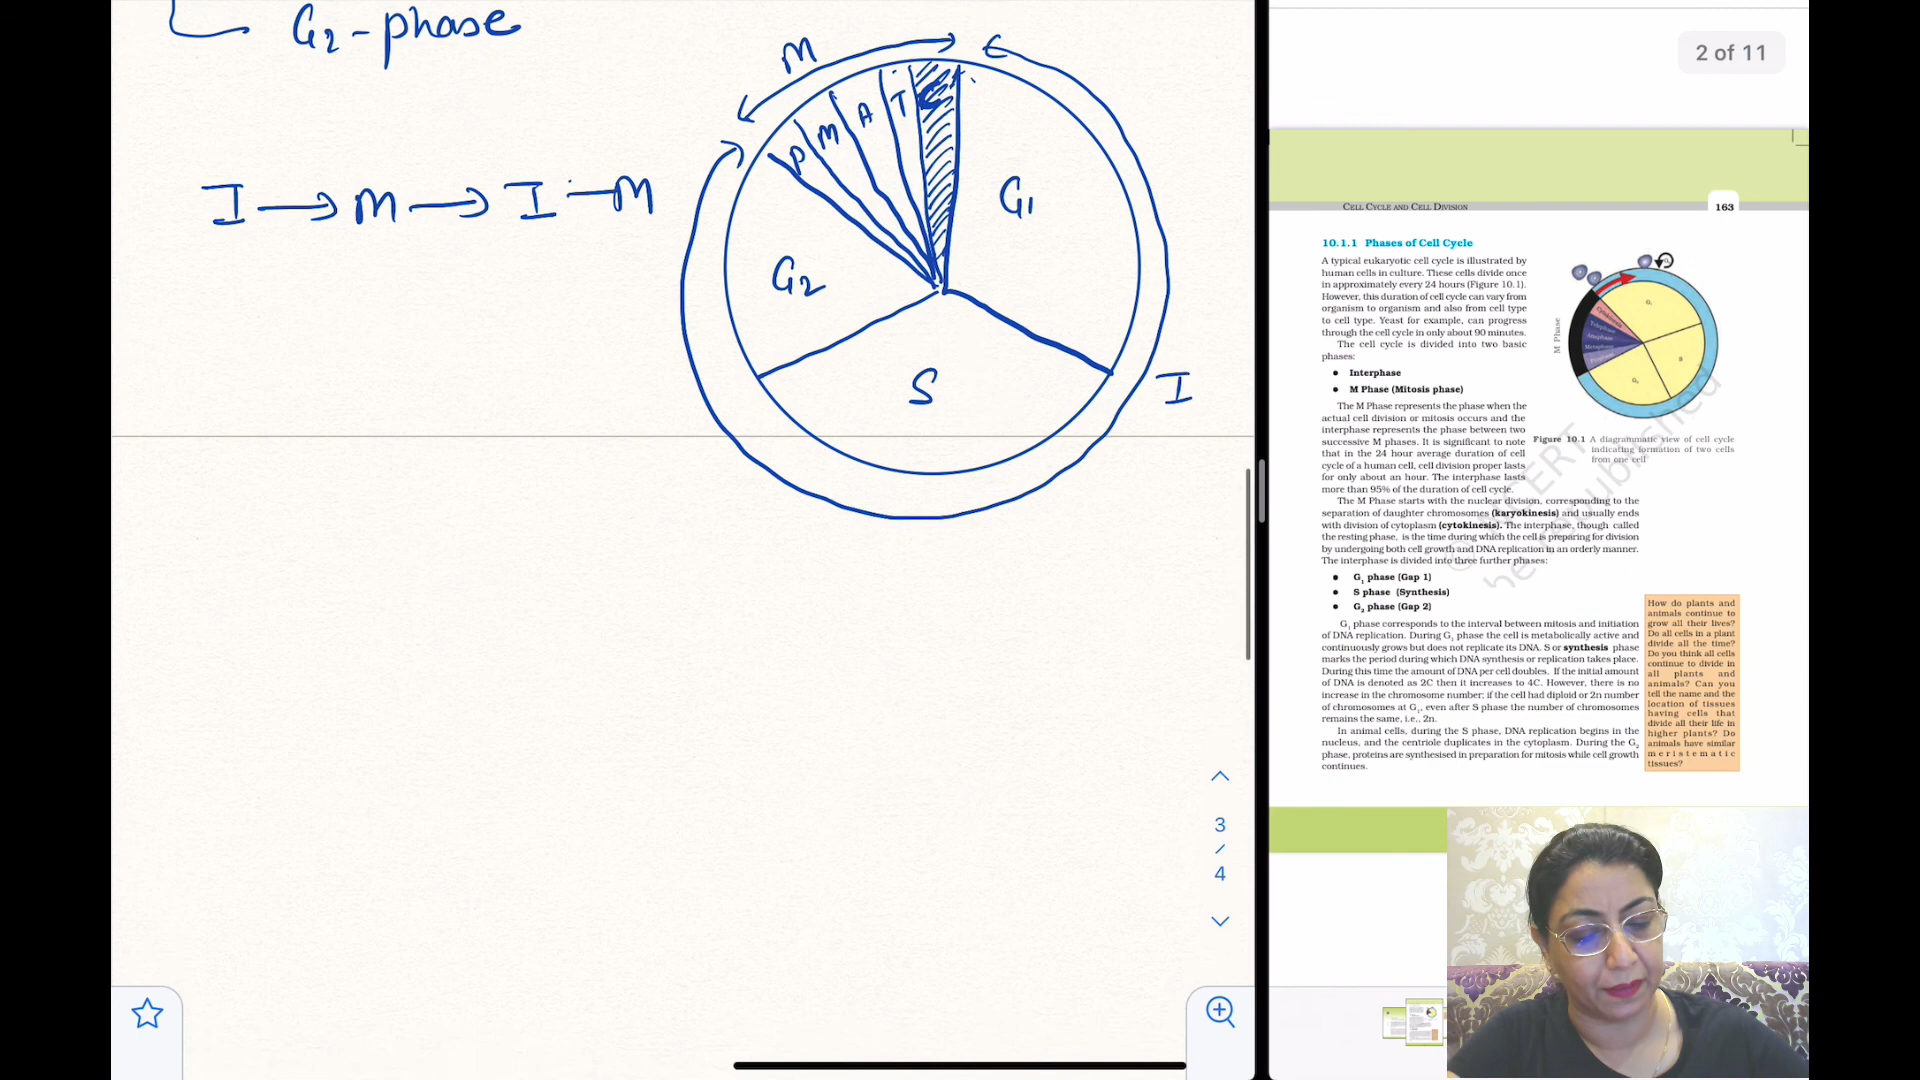 G2-phase
M
P M A T C
I → M → I - M
G1
G2
S
I
3
/
4
2 of 11
CELL CYCLE AND CELL DIVISION
163
10.1.1 Phases of Cell Cycle
A typical eukaryotic cell cycle is illustrated by
human cells in culture. These cells divide once
in approximately every 24 hours (Figure 10.1).
However, this duration of cell cycle can vary from
organism to organism and also from cell type
to cell type. Yeast for example, can progress
through the cell cycle in only about 90 minutes.
The cell cycle is divided into two basic
phases:
● Interphase
● M Phase (Mitosis phase)
The M Phase represents the phase when the
actual cell division or mitosis occurs and the
interphase represents the phase between two
successive M phases. It is significant to note
that in the 24 hour average duration of cell
cycle of a human cell, cell division proper lasts
for only about an hour. The interphase lasts
more than 95% of the duration of cell cycle.
M Phase
Cytokinesis
Telophase
Anaphase
Metaphase
Prophase
G1
S
G2
Figure 10.1 A diagrammatic view of cell cycle
indicating formation of two cells
from one cell
The M Phase starts with the nuclear division, corresponding to the
separation of daughter chromosomes (karyokinesis) and usually ends
with division of cytoplasm (cytokinesis). The interphase, though called
the resting phase, is the time during which the cell is preparing for division
by undergoing both cell growth and DNA replication in an orderly manner.
The interphase is divided into three further phases:
● G1 phase (Gap 1)
● S phase (Synthesis)
● G2 phase (Gap 2)
G1 phase corresponds to the interval between mitosis and initiation
of DNA replication. During G1 phase the cell is metabolically active and
continuously grows but does not replicate its DNA. S or synthesis phase
marks the period during which DNA synthesis or replication takes place.
During this time the amount of DNA per cell doubles. If the initial amount
of DNA is denoted as 2C then it increases to 4C. However, there is no
increase in the chromosome number; if the cell had diploid or 2n number
of chromosomes at G1, even after S phase the number of chromosomes
remains the same, i.e., 2n.
In animal cells, during the S phase, DNA replication begins in the
nucleus, and the centriole duplicates in the cytoplasm. During the G2
phase, proteins are synthesised in preparation for mitosis while cell growth
continues.
How do plants and
animals continue to
grow all their lives?
Do all cells in a plant
divide all the time?
Do you think all cells
continue to divide in
all plants and
animals? Can you
tell the name and the
location of tissues
having cells that
divide all their life in
higher plants? Do
animals have similar
meristematic
tissues?
© NCERT
be republished